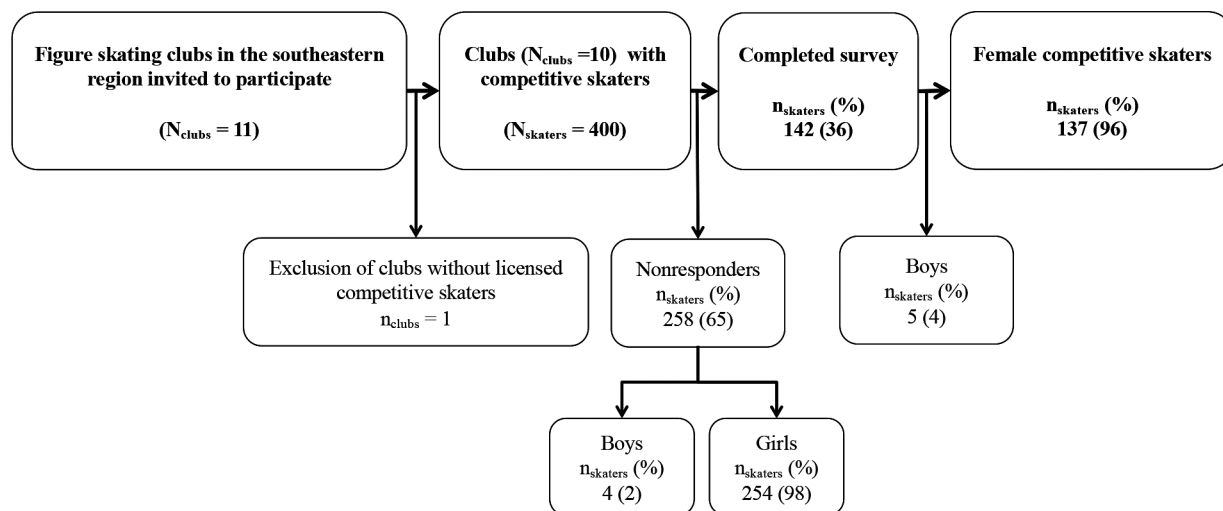 Figure skating clubs in the southeastern
region invited to participate
(Nclubs = 11)
Clubs (Nclubs =10) with
competitive skaters
(Nskaters = 400)
Completed survey
nskaters (%)
142 (36)
Female competitive skaters
nskaters (%)
137 (96)
Exclusion of clubs without licensed
competitive skaters
nclubs = 1
Nonresponders
nskaters (%)
258 (65)
Boys
nskaters (%)
5 (4)
Boys
nskaters (%)
4 (2)
Girls
nskaters (%)
254 (98)